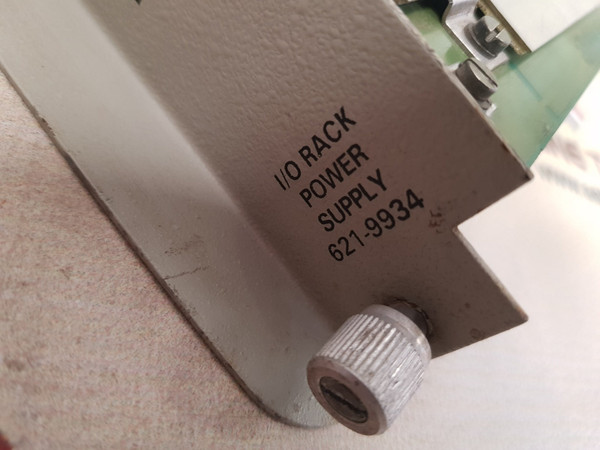 I/O RACK
POWER
SUPPLY
621-9934